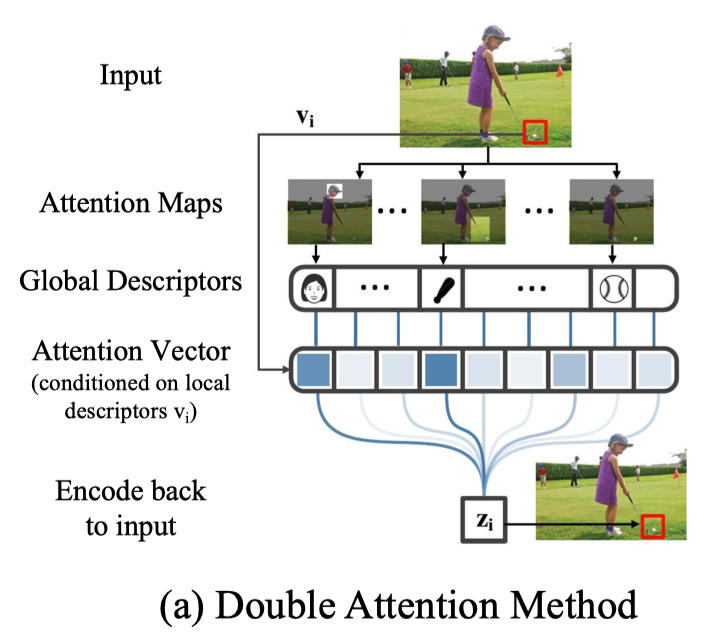 Input
vi
Attention Maps
Global Descriptors
Attention Vector
(conditioned on local
descriptors vi)
Encode back
to input
zi
(a) Double Attention Method